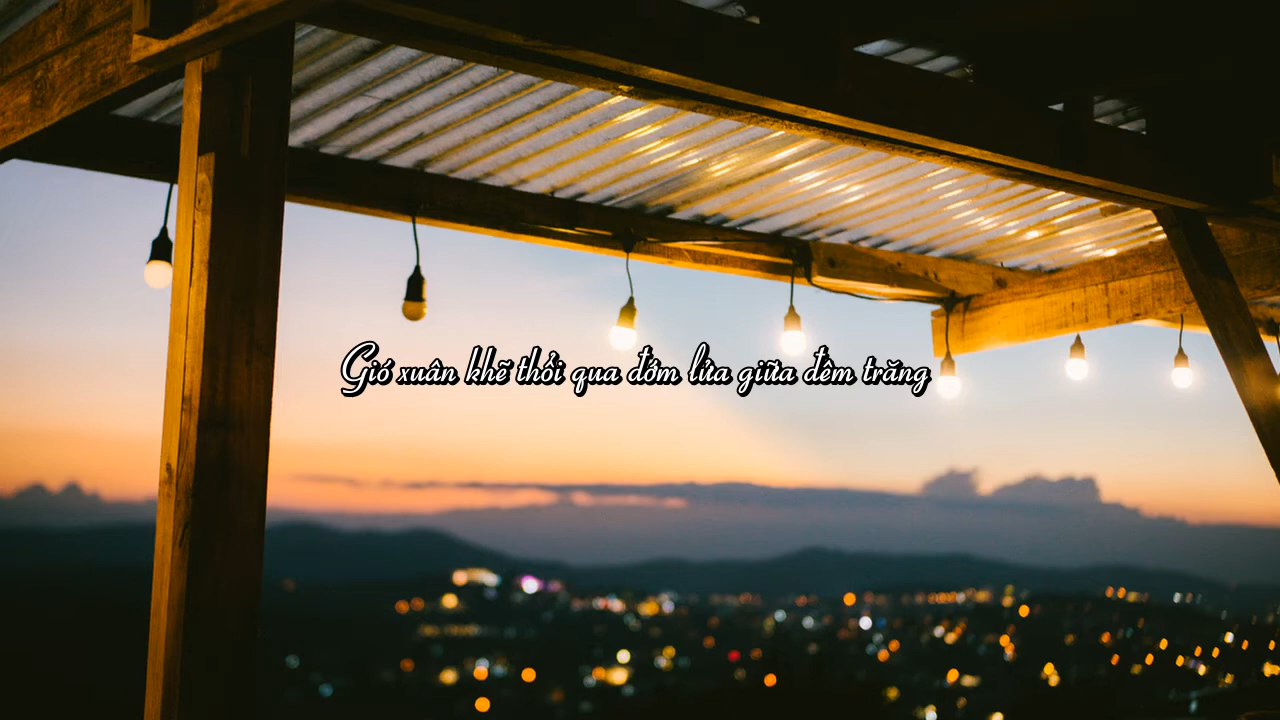 Gió xuân khẽ thổi qua đốm lửa giữa đêm trăng